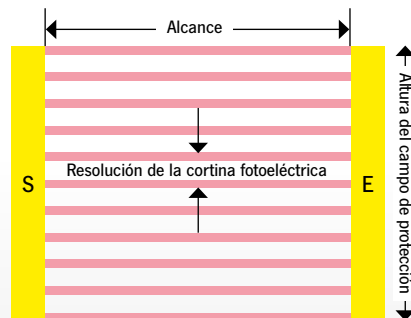 Alcance
S
Resolución de la cortina fotoeléctrica
E
Altura del campo de protección